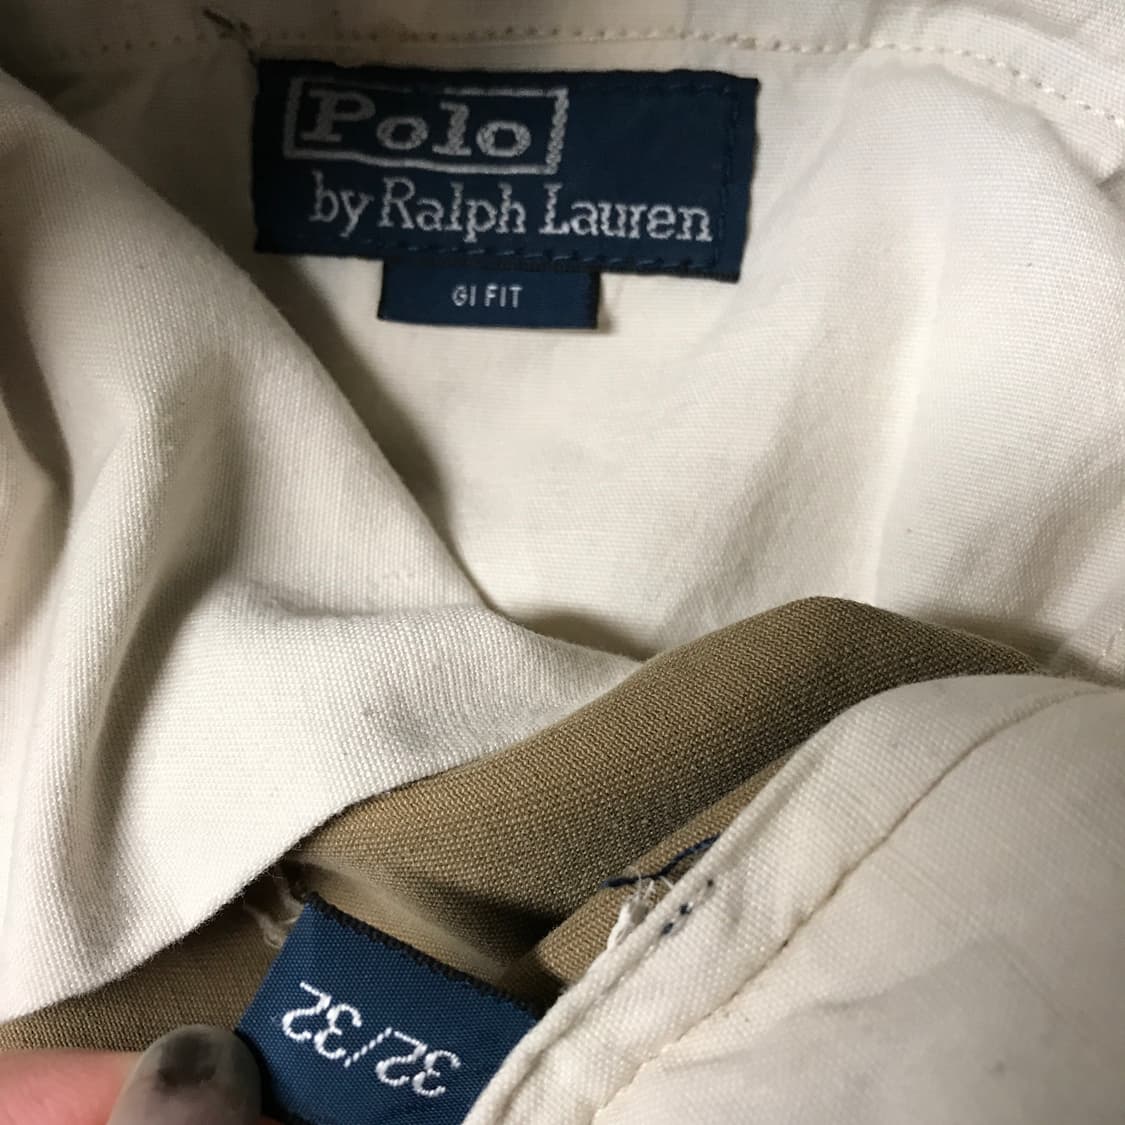 Polo
by Ralph Lauren
GI FIT
32/32